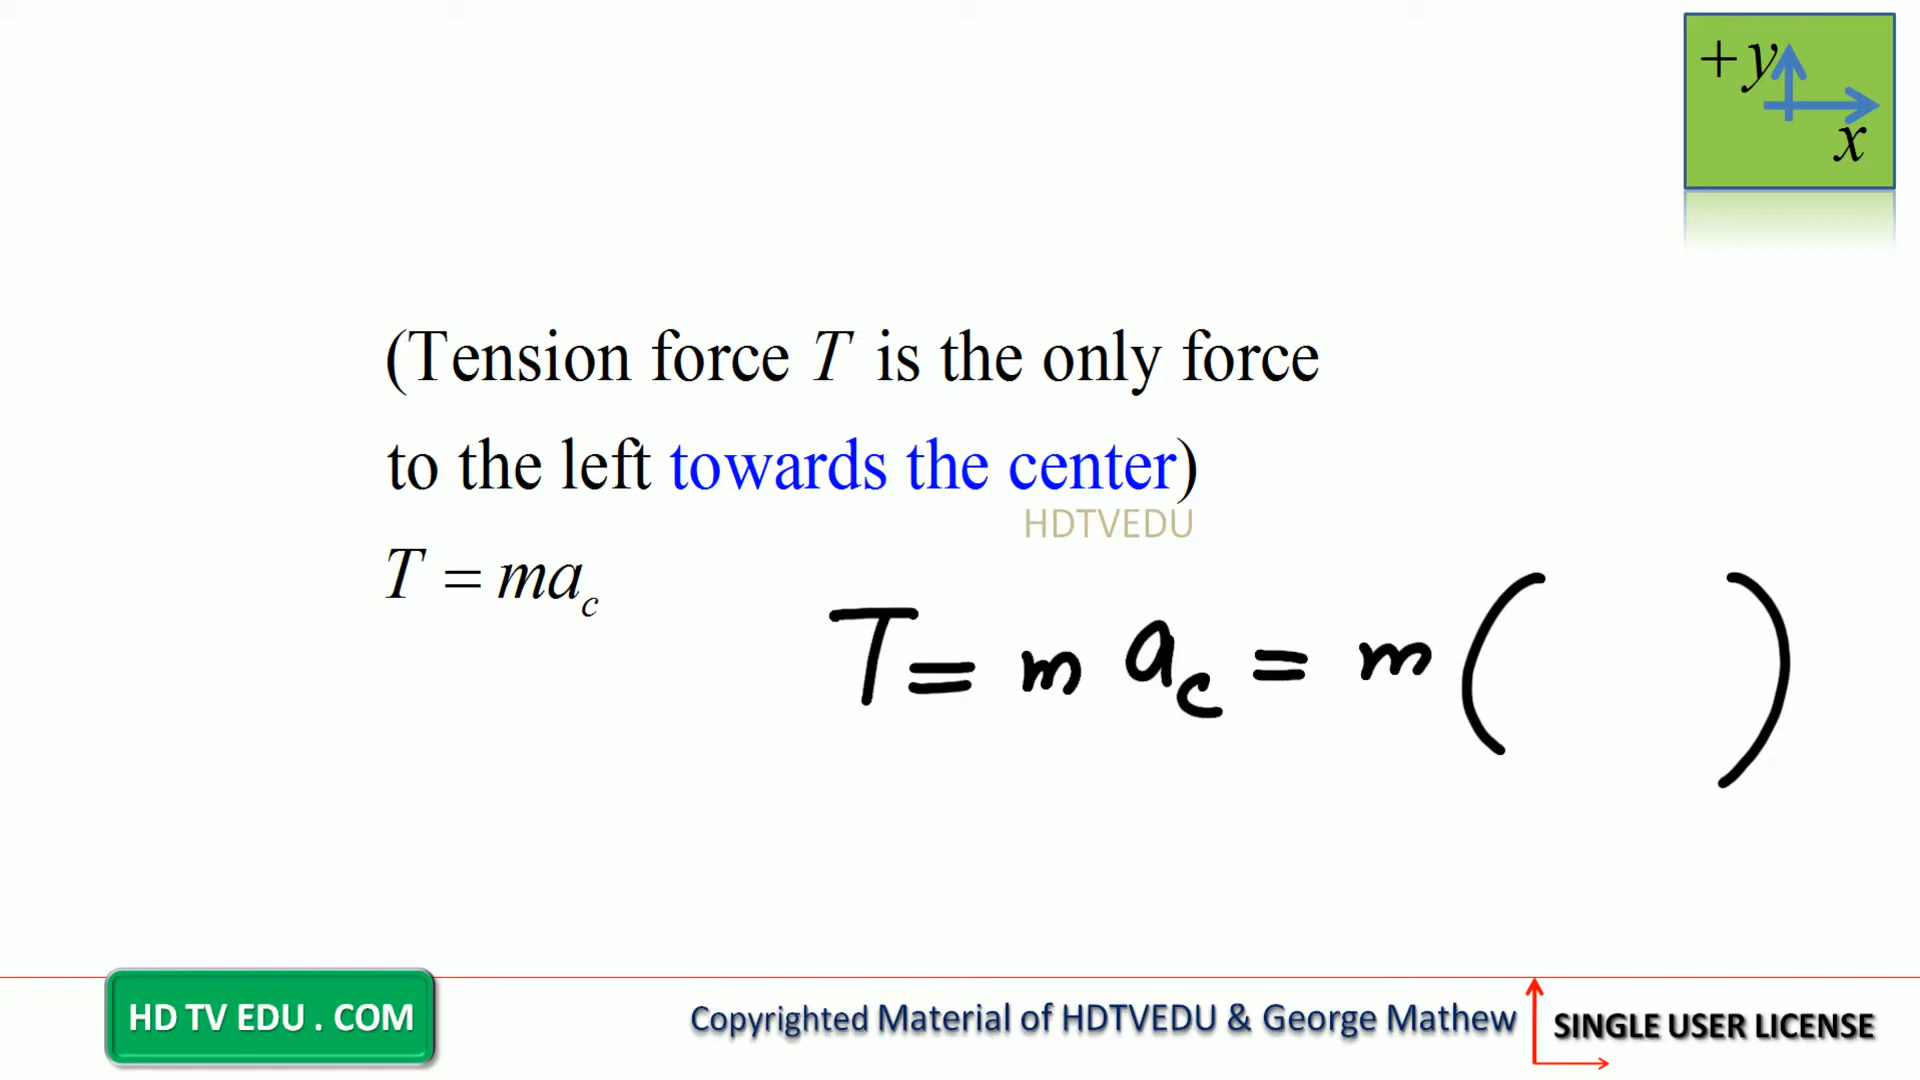 +y
x
(Tension force T is the only force
to the left towards the center)
HDTVEDU
T = ma_c
T = m a_c = m ( )
HD TV EDU . COM
Copyrighted Material of HDTVEDU & George Mathew
SINGLE USER LICENSE